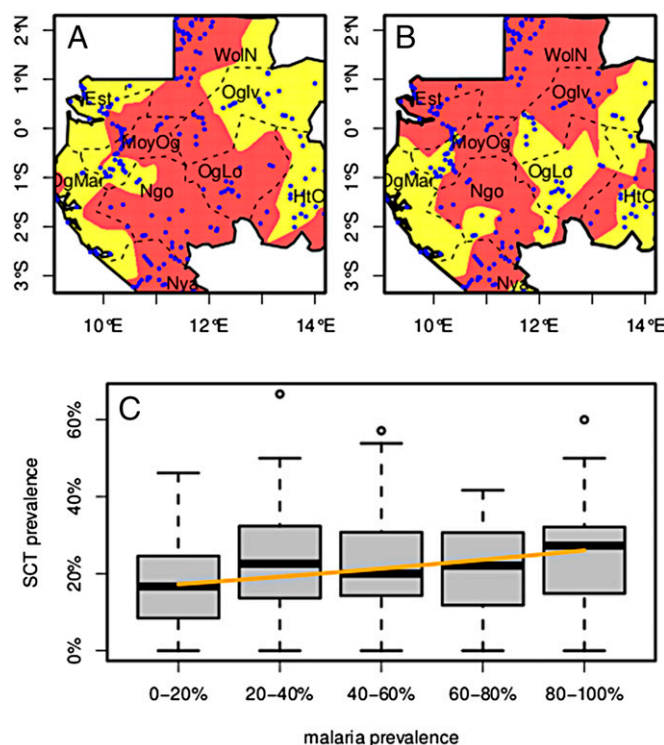 A
B
2°N
1°N
0°
1°S
2°S
3°S
2°N
1°N
0°
1°S
2°S
3°S
WolN
OgIv
Est
MoyOg
OgLo
OgMar
Ngo
HtO
Nya
WolN
OgIv
Est
MoyOg
OgLo
OgMar
Ngo
HtO
Nya
10°E 12°E 14°E
10°E 12°E 14°E
C
SCT prevalence
60%
40%
20%
0%
0–20% 20–40% 40–60% 60–80% 80–100%
malaria prevalence